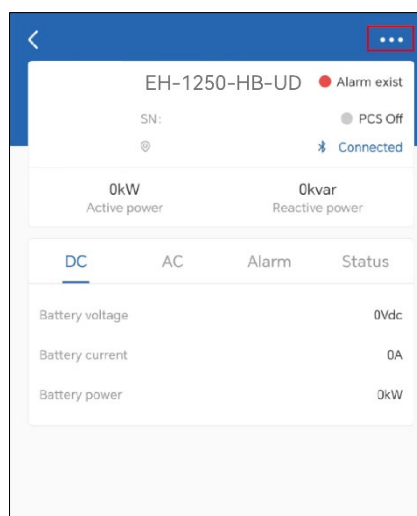 EH-1250-HB-UD Alarm exist
SN: PCS Off
Connected
0kW 0kvar
Active power Reactive power
DC AC Alarm Status
Battery voltage 0Vdc
Battery current 0A
Battery power 0kW